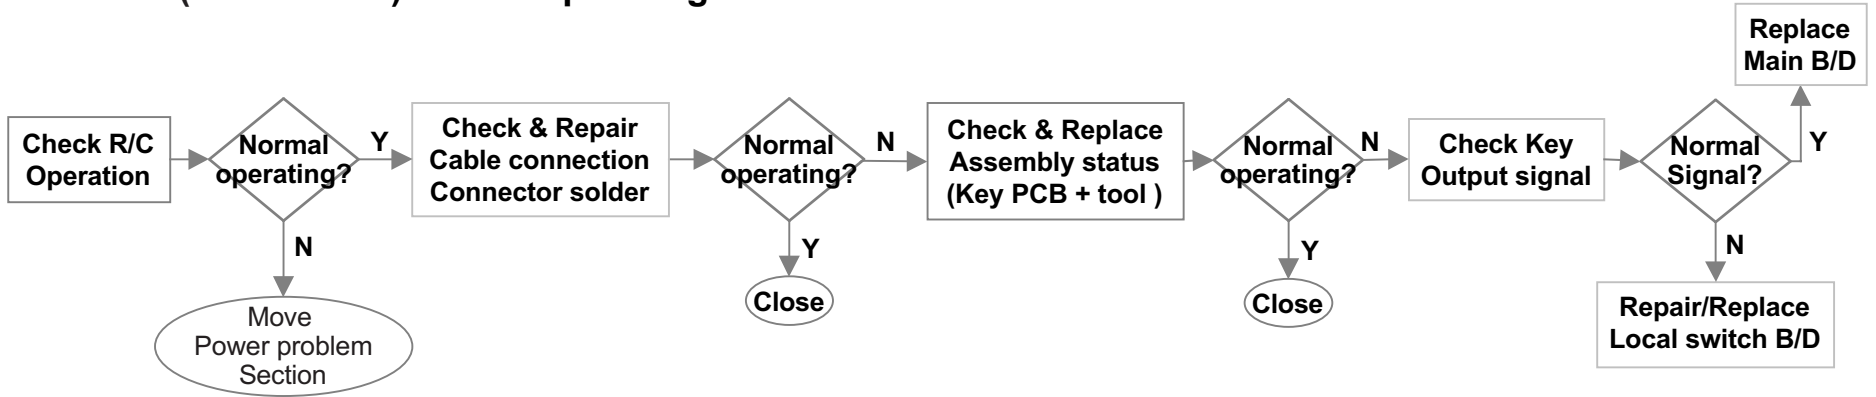 Check R/C
Operation
Normal
operating?
Y
N
Move
Power problem
Section
Check & Repair
Cable connection
Connector solder
Normal
operating?
N
Y
Close
Check & Replace
Assembly status
(Key PCB + tool )
Normal
operating?
N
Y
Close
Check Key
Output signal
Normal
Signal?
Y
Replace
Main B/D
N
Repair/Replace
Local switch B/D